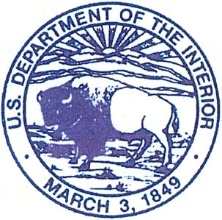 U.S. DEPARTMENT OF THE INTERIOR
MARCH 3, 1849